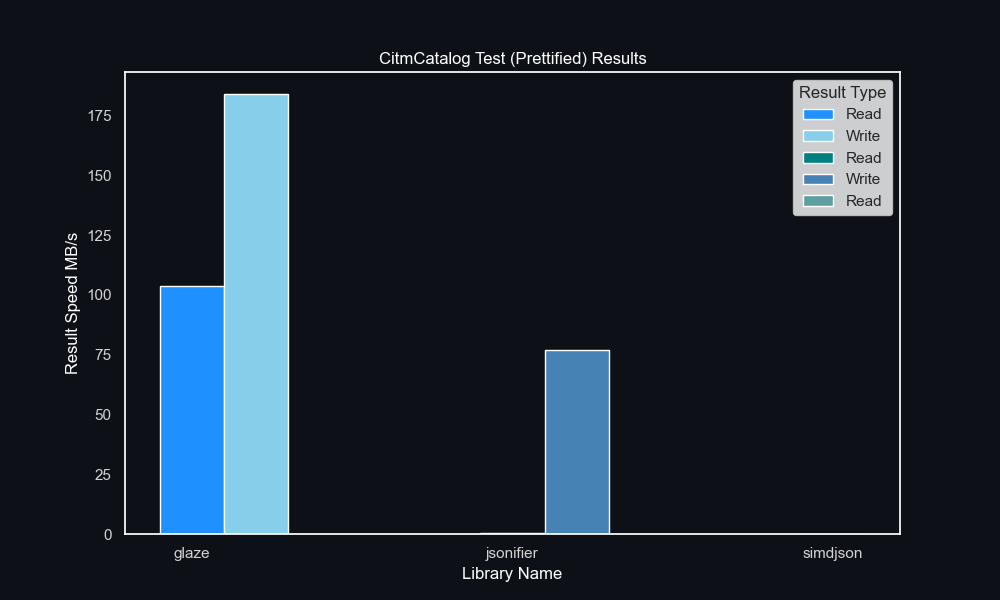 CitmCatalog Test (Prettified) Results
Result Type
Read
Write
Read
Write
Read
175
150
125
100
75
50
25
0
Result Speed MB/s
glaze
jsonifier
simdjson
Library Name